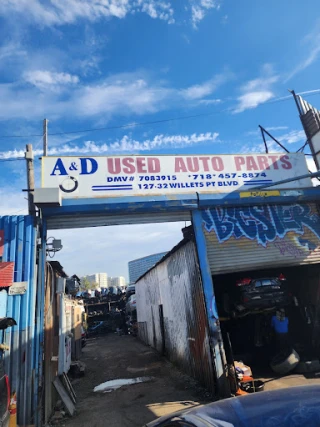 A&D USED AUTO PARTS
DMV# 7083915 *718* 457-8874
127-32 WILLETS PT BLVD